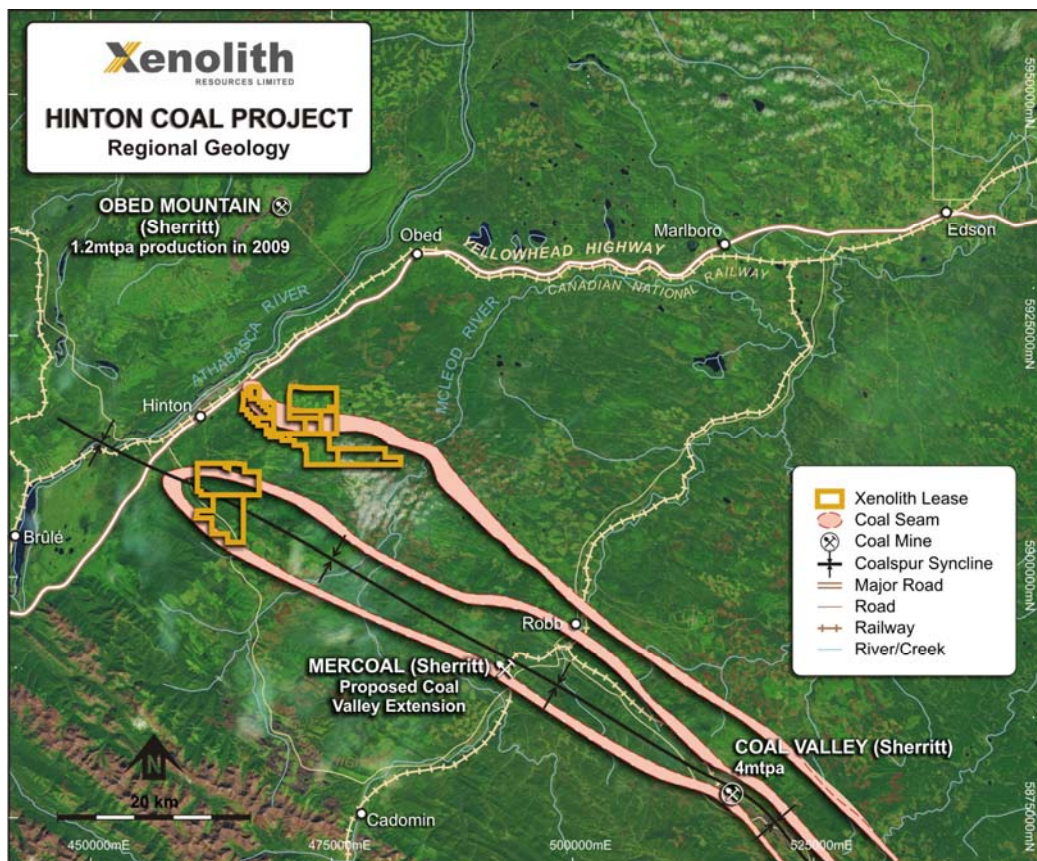 Xenolith
RESOURCES LIMITED
HINTON COAL PROJECT
Regional Geology
OBED MOUNTAIN
(Sherritt)
1.2mtpa production in 2009
Obed
YELLOWHEAD HIGHWAY
Marlboro
Edson
CANADIAN NATIONAL RAILWAY
ATHABASCA RIVER
MCLEOD RIVER
Hinton
Brûlé
Robb
MERCOAL (Sherritt)
Proposed Coal
Valley Extension
COAL VALLEY (Sherritt)
4mtpa
Cadomin
Xenolith Lease
Coal Seam
Coal Mine
Coalspur Syncline
Major Road
Road
Railway
River/Creek
N
20 km
450000mE
475000mE
500000mE
525000mE
5950000mN
5925000mN
5900000mN
5875000mN